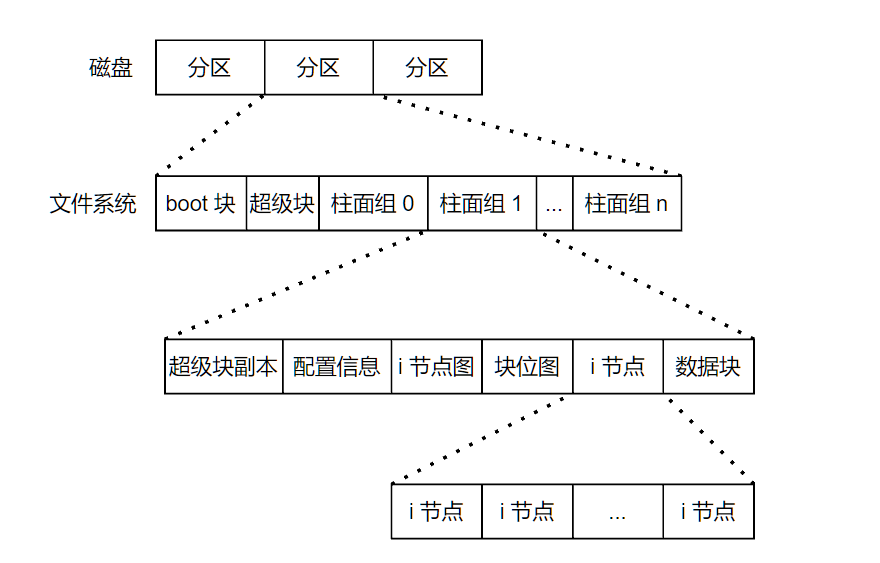 磁盘 分区 分区 分区
文件系统 boot 块 超级块 柱面组 0 柱面组 1 ... 柱面组 n
超级块副本 配置信息 i 节点图 块位图 i 节点 数据块
i 节点 i 节点 ... i 节点